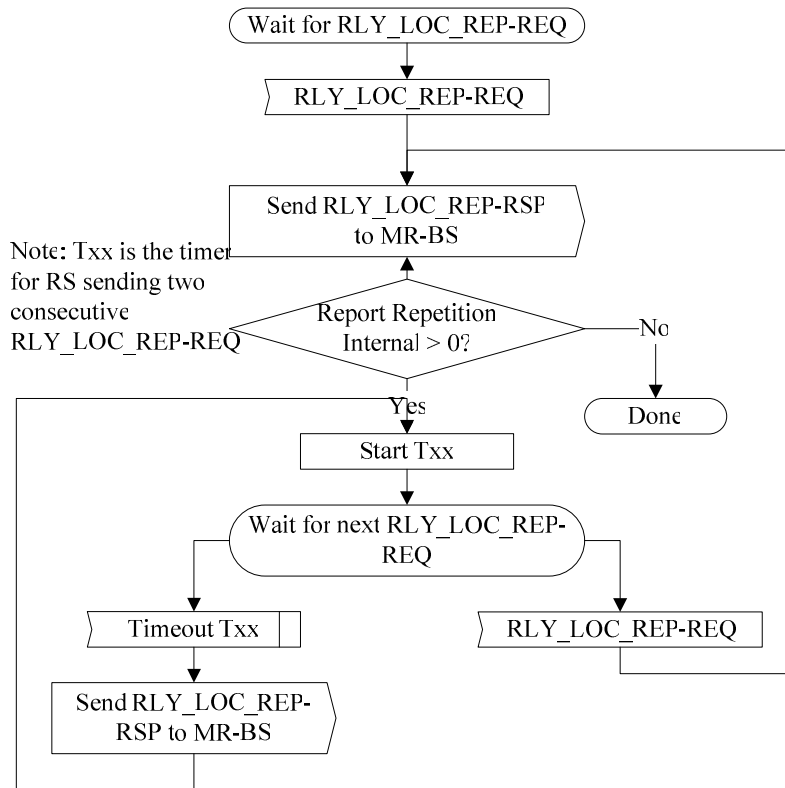 Wait for RLY_LOC_REP-REQ
RLY_LOC_REP-REQ
Send RLY_LOC_REP-RSP
to MR-BS
Note: Txx is the timer
for RS sending two
consecutive
RLY_LOC_REP-REQ
Report Repetition
Internal > 0?
No
Done
Yes
Start Txx
Wait for next RLY_LOC_REP-
REQ
Timeout Txx
RLY_LOC_REP-REQ
Send RLY_LOC_REP-
RSP to MR-BS